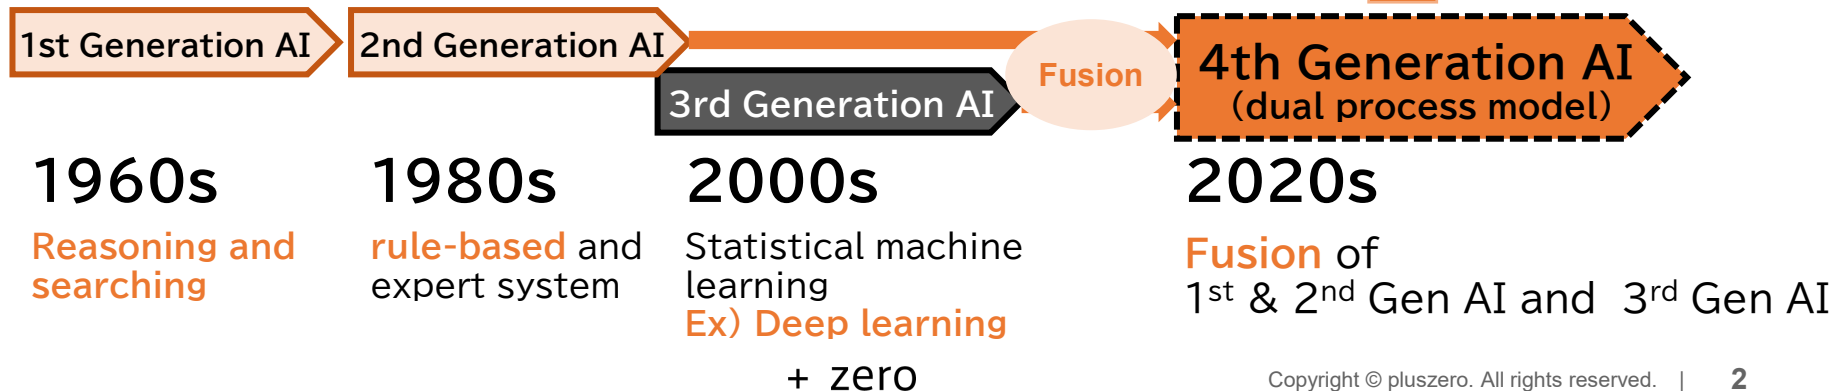 1st Generation AI
2nd Generation AI
3rd Generation AI
Fusion
4th Generation AI
(dual process model)
1960s
Reasoning and
searching
1980s
rule-based and
expert system
2000s
Statistical machine
learning
Ex) Deep learning
2020s
Fusion of
1st & 2nd Gen AI and 3rd Gen AI
+ zero
Copyright © pluszero. All rights reserved. | 2